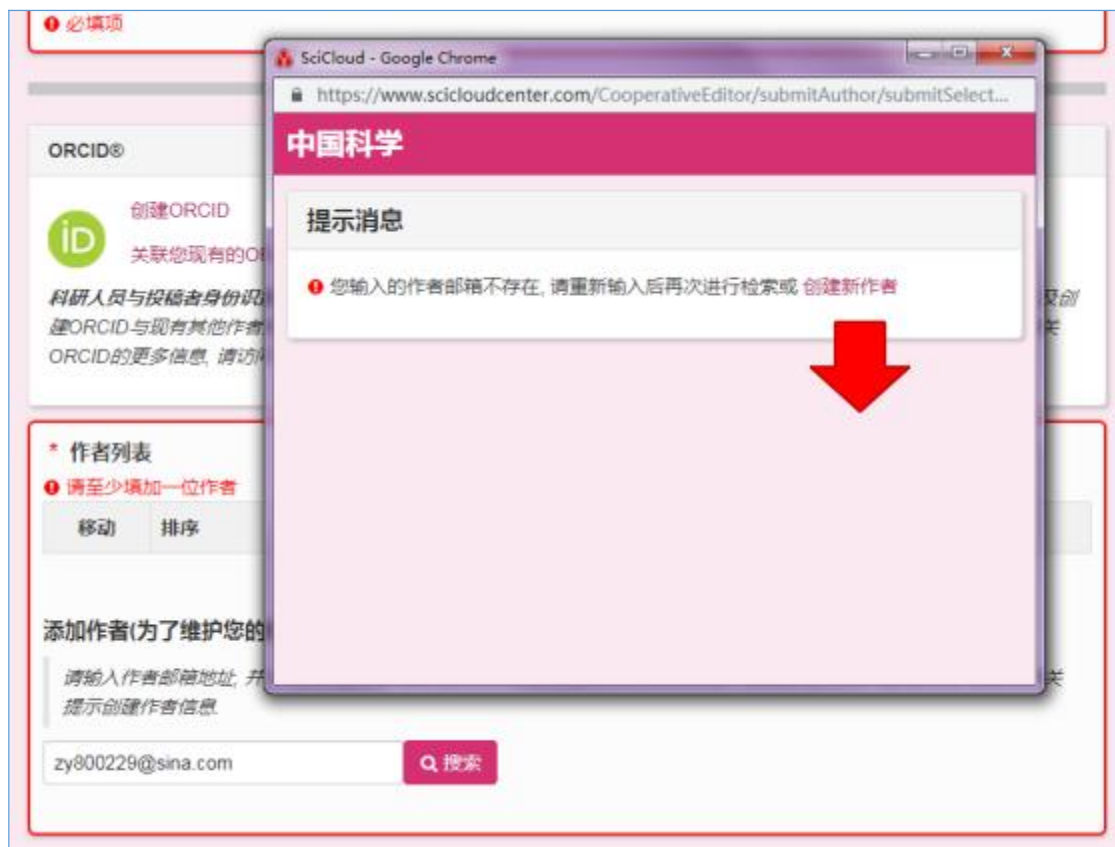 必填项
SciCloud - Google Chrome
https://www.scicloudcenter.com/CooperativeEditor/submitAuthor/submitSelect...
中国科学
提示消息
您输入的作者邮箱不存在, 请重新输入后再次进行检索或 创建新作者
ORCID®
iD
创建ORCID
关联您现有的O
科研人员与投稿者身份识 及创
建ORCID与现有其他作者 关
ORCID的更多信息, 请访
* 作者列表
请至少填加一位作者
移动 排序
添加作者(为了维护您的
请输入作者邮箱地址, 并 关
提示创建作者信息.
zy800229@sina.com
搜索